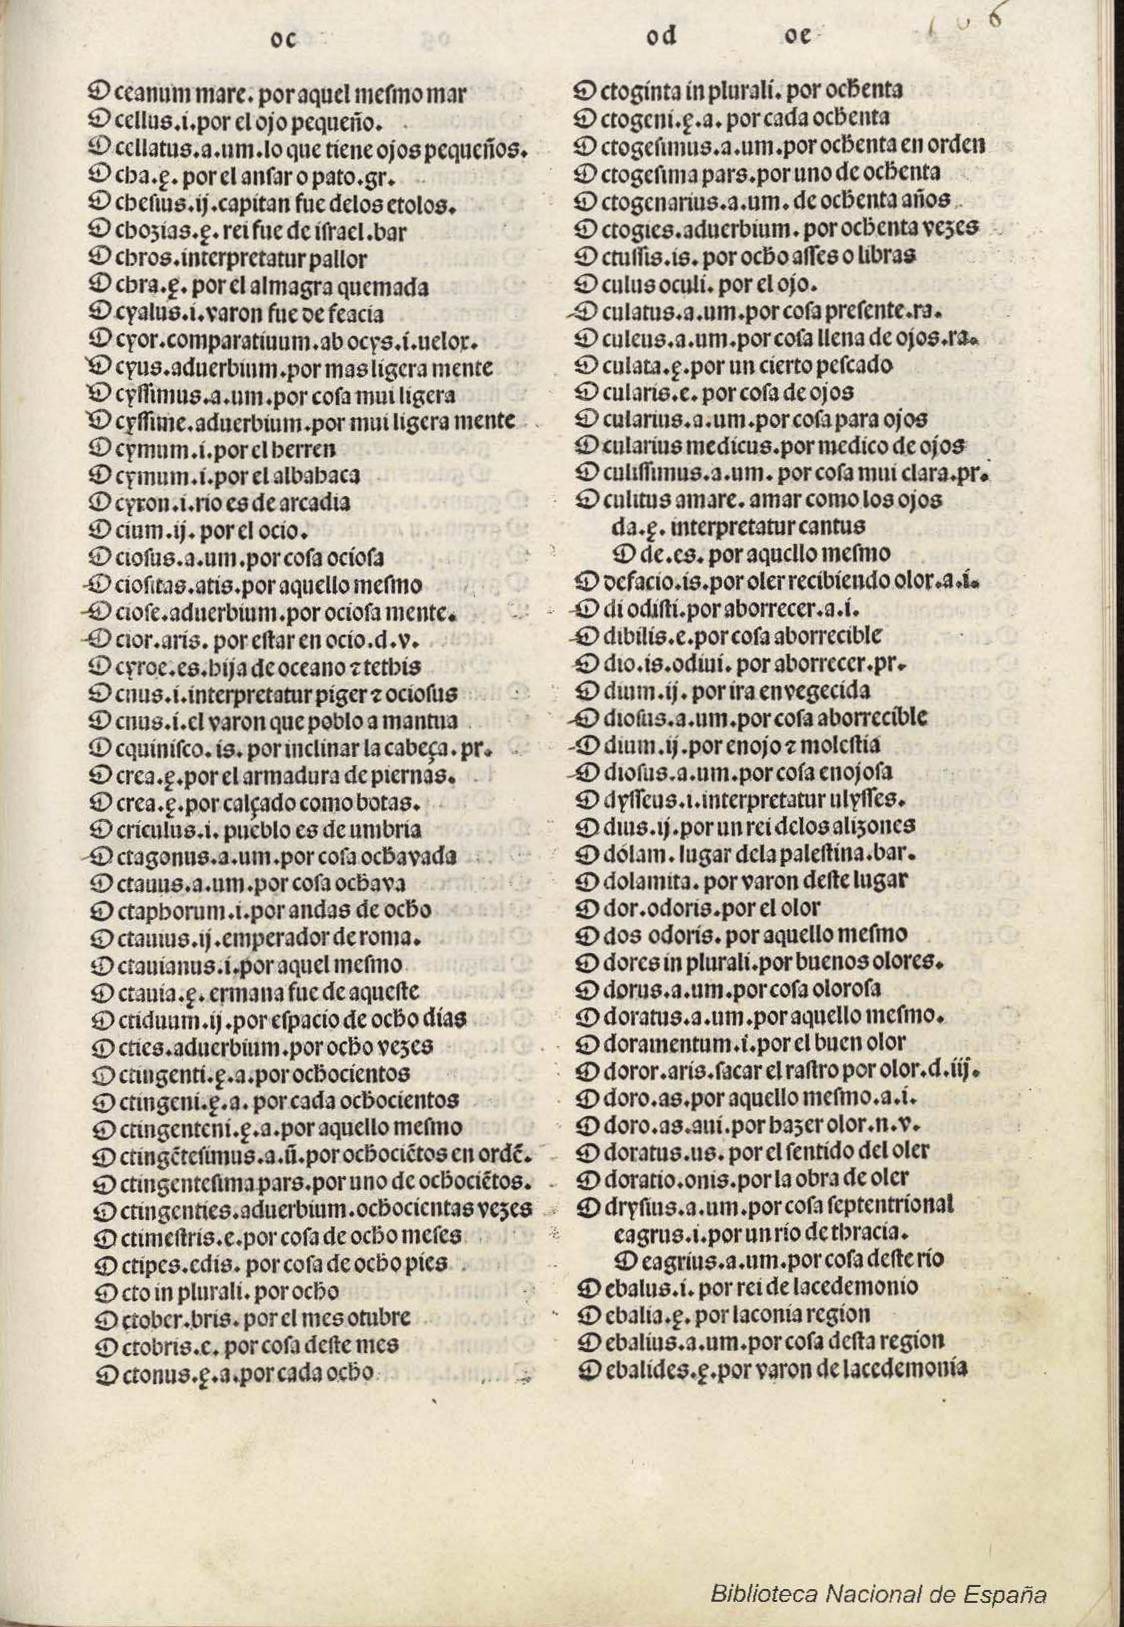 oc
Oceanum mare. por aquel mesmo mar
Ocellus.i.por el ojo pequeño.
Ocellatus.a.um.lo que tiene ojos pequeños.
Ocha.ę. por el ansar o pato.gr.
Ochesius.ij.capitan fue delos etolos.
Ochozias.ę. rei fue de israel.bar
Ochros.interpretatur pallor
Ochra.ę. por el almagra quemada
Ocyalus.i.varon fue de feacia
Ocyor.comparatiuum.ab ocys.i.uelox.
Ocyus.aduerbium.por mas ligera mente
Ocyssimus.a.um.por cosa mui ligera
Ocyssime.aduerbium.por mui ligera mente
Ocymum.i.por el herren
Ocymum.i.por el albahaca
Ocyron.i.rio es de arcadia
Ocium.ij. por el ocio.
Ociosus.a.um.por cosa ociosa
Ociositas.atis.por aquello mesmo
Ociose.aduerbium.por ociosa mente.
Ocior.aris. por estar en ocio.d.v.
Ocyroe.es.hija de oceano ⁊ tethis
Ocnus.i.interpretatur piger ⁊ ociosus
Ocnus.i.el varon que poblo a mantua
Ocquinisco.is. por inclinar la cabeça.pr.
Ocrea.ę.por el armadura de piernas.
Ocrea.ę.por calçado como botas.
Ocriculus.i. pueblo es de umbria
Octagonus.a.um.por cosa ochavada
Octauus.a.um.por cosa ochava
Octaphorum.i.por andas de ocho
Octauius.ij.emperador de roma.
Octauianus.i.por aquel mesmo
Octauia.ę. ermana fue de aqueste
Octiduum.ij.por espacio de ocho dias
Octies.aduerbium.por ocho vezes
Octingenti.ę.a.por ochocientos
Octingeni.ę.a. por cada ochocientos
Octingenteni.ę.a.por aquello mesmo
Octingētesimus.a.ū.por ochociētos en ordē.
Octingentesima pars.por uno de ochociētos.
Octingenties.aduerbium.ochocientas vezes
Octimestris.e.por cosa de ocho meses
Octipes.edis. por cosa de ocho pies
Octo in plurali. por ocho
October.bris. por el mes otubre
Octobris.e. por cosa deste mes
Octonus.ę.a.por cada ocho
od oe
106
Octoginta in plurali. por ochenta
Octogeni.ę.a. por cada ochenta
Octogesimus.a.um.por ochenta en orden
Octogesima pars.por uno de ochenta
Octogenarius.a.um. de ochenta años
Octogies.aduerbium. por ochenta vezes
Octussis.is. por ocho asses o libras
Oculus oculi. por el ojo.
Oculatus.a.um.por cosa presente.ra.
Oculeus.a.um.por cosa llena de ojos.ra.
Oculata.ę.por un cierto pescado
Ocularis.e. por cosa de ojos
Ocularius.a.um.por cosa para ojos
Ocularius medicus.por medico de ojos
Oculissimus.a.um. por cosa mui clara.pr.
Oculitus amare. amar como los ojos
da.ę. interpretatur cantus
Ode.es. por aquello mesmo
Odefacio.is.por oler recibiendo olor.a.i.
Odi odisti.por aborrecer.a.i.
Odibilis.e.por cosa aborrecible
Odio.is.odiui. por aborrecer.pr.
Odium.ij. por ira envegecida
Odiosus.a.um.por cosa aborrecible
Odium.ij.por enojo ⁊ molestia
Odiosus.a.um.por cosa enojosa
Odysseus.i.interpretatur ulysses.
Odius.ij.por un rei delos alizones
Odolam.lugar dela palestina.bar.
Odolamita. por varon deste lugar
Odor.odoris.por el olor
Odos odoris. por aquello mesmo
Odores in plurali.por buenos olores.
Odorus.a.um.por cosa olorosa
Odoratus.a.um.por aquello mesmo.
Odoramentum.i.por el buen olor
Odoror.aris.sacar el rastro por olor.d.iij.
Odoro.as.por aquello mesmo.a.i.
Odoro.as.aui.por hazer olor.n.v.
Odoratus.us. por el sentido del oler
Odoratio.onis.por la obra de oler
Odrysius.a.um.por cosa septentrional
eagrus.i.por un rio de thracia.
Oeagrius.a.um.por cosa deste rio
Oebalus.i. por rei de lacedemonio
Oebalia.ę. por laconia region
Oebalius.a.um.por cosa desta region
Oebalides.ę.por varon de lacedemonia
Biblioteca Nacional de España